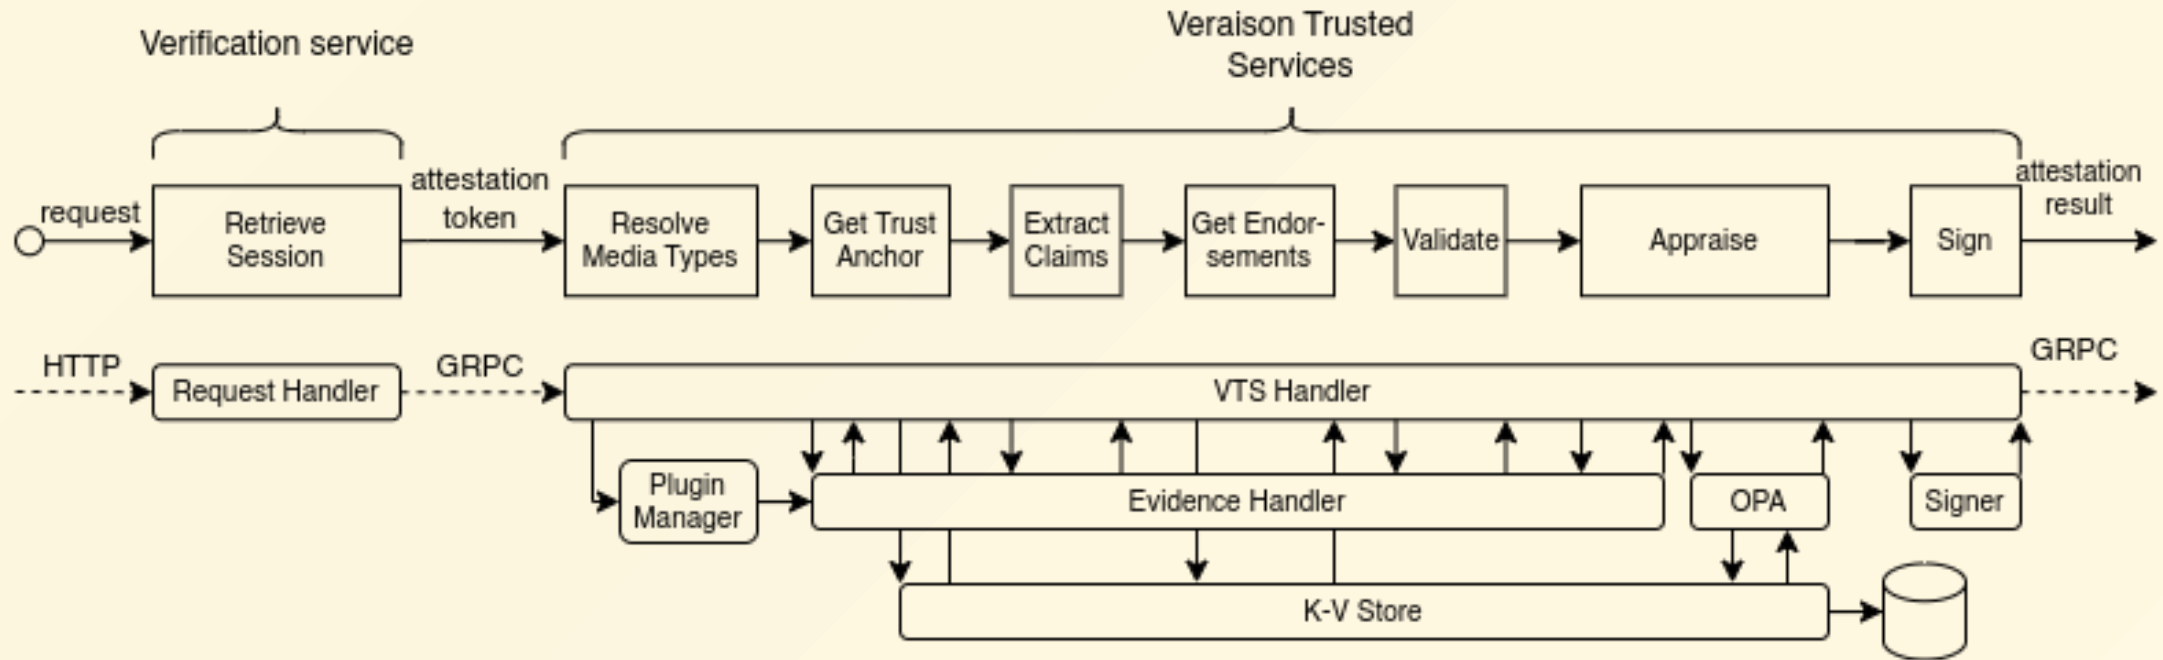 Verification service
Veraison Trusted
Services
request
Retrieve
Session
attestation
token
Resolve
Media Types
Get Trust
Anchor
Extract
Claims
Get Endor-
sements
Validate
Appraise
Sign
attestation
result
HTTP
Request Handler
GRPC
VTS Handler
GRPC
Plugin
Manager
Evidence Handler
OPA
Signer
K-V Store